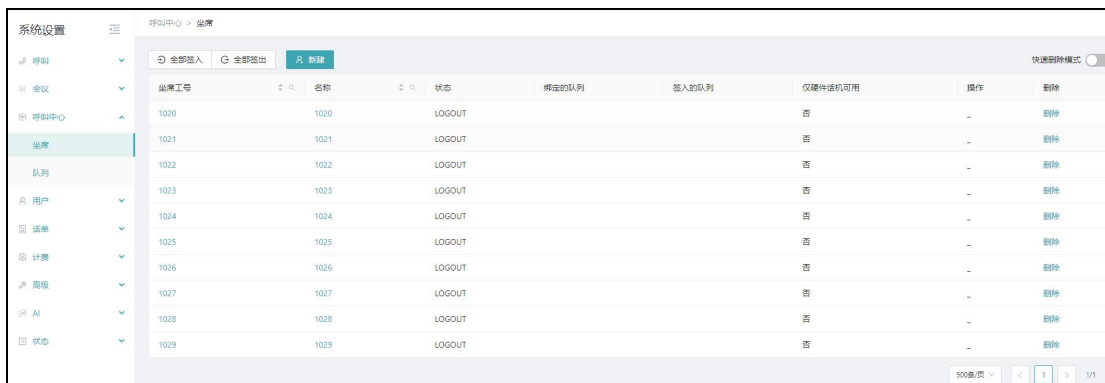 系统设置
呼叫中心 > 坐席
呼叫
会议
呼叫中心
坐席
队列
用户
话单
计费
高级
AI
状态
全部签入 全部签出 新建 快速删除模式
坐席工号 名称 状态 绑定的队列 签入的队列 仅硬件话机可用 操作 删除
1020 1020 LOGOUT 否 - 删除
1021 1021 LOGOUT 否 - 删除
1022 1022 LOGOUT 否 - 删除
1023 1023 LOGOUT 否 - 删除
1024 1024 LOGOUT 否 - 删除
1025 1025 LOGOUT 否 - 删除
1026 1026 LOGOUT 否 - 删除
1027 1027 LOGOUT 否 - 删除
1028 1028 LOGOUT 否 - 删除
1029 1029 LOGOUT 否 - 删除
500条/页 < 1 > 1/1